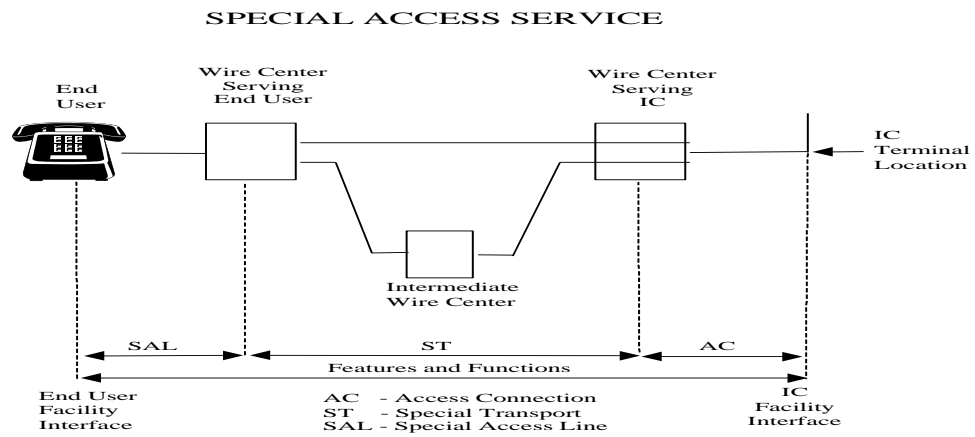 SPECIAL ACCESS SERVICE
End
User
Wire Center
Serving
End User
Wire Center
Serving
IC
IC
Terminal
Location
Intermediate
Wire Center
SAL
ST
AC
Features and Functions
End User
Facility
Interface
AC - Access Connection
ST - Special Transport
SAL - Special Access Line
IC
Facility
Interface